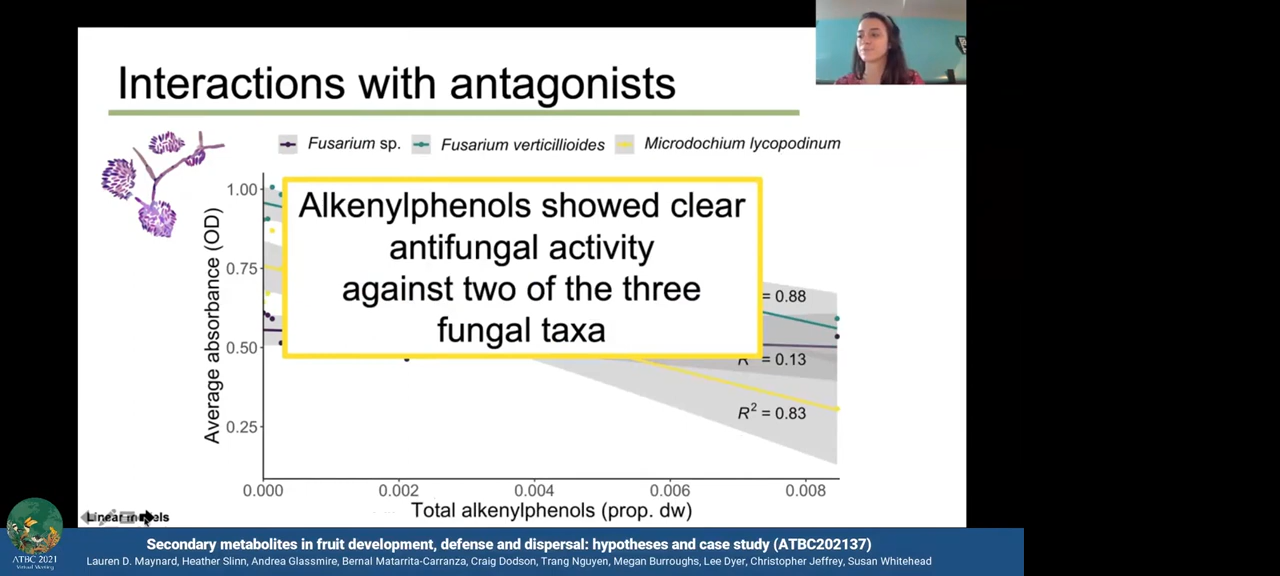 Interactions with antagonists
Fusarium sp. Fusarium verticillioides Microdochium lycopodinum
Alkenylphenols showed clear
antifungal activity
against two of the three
fungal taxa
Average absorbance (OD)
1.00
0.75
0.50
0.25
= 0.88
R = 0.13
R² = 0.83
0.000 0.002 0.004 0.006 0.008
Total alkenylphenols (prop. dw)
Linear models
ATBC 2021
Virtual Meeting
Secondary metabolites in fruit development, defense and dispersal: hypotheses and case study (ATBC202137)
Lauren D. Maynard, Heather Slinn, Andrea Glassmire, Bernal Matarrita-Carranza, Craig Dodson, Trang Nguyen, Megan Burroughs, Lee Dyer, Christopher Jeffrey, Susan Whitehead